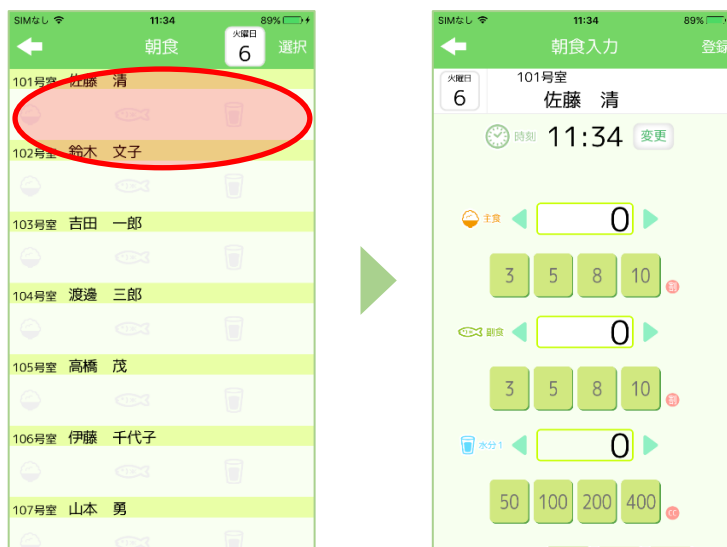 SIMなし 11:34 89%
朝食 火曜日 6 選択
101号室 佐藤 清
102号室 鈴木 文子
103号室 吉田 一郎
104号室 渡邊 三郎
105号室 高橋 茂
106号室 伊藤 千代子
107号室 山本 勇
SIMなし 11:34 89%
朝食入力 登録
火曜日 6
101号室
佐藤 清
時刻 11:34 変更
主食 0
3 5 8 10 割
副食 0
3 5 8 10 割
水分1 0
50 100 200 400 cc